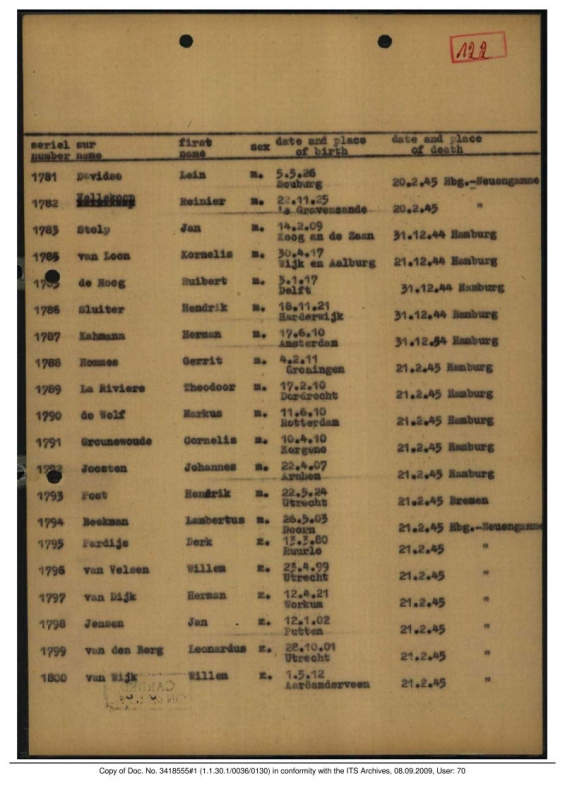 122
seriel number sur name first name sex date and place of birth date and place of death
1781 Davidse Lein m. 5.5.26 20.2.45 Hbg.-Neuengamme
1782 Kellekoop Reinier m. 22.11.25 20.2.45 "
's Gravenzande
1783 Stolp Jan m. 14.2.09 31.12.44 Hamburg
Koog an de Zaan
van Loon Kornelis m. 30.4.17 21.12.44 Hamburg
Wijk en Aalburg
de Hoog Huibert m. 3.1.17 31.12.44 Hamburg
Delft
1786 Sluiter Hendrik m. 18.11.21 31.12.44 Hamburg
Harderwijk
1787 Kahmann Herman m. 17.6.10 31.12.44 Hamburg
Amsterdam
1788 Hommes Gerrit m. 4.2.11 21.2.45 Hamburg
Groningen
1789 La Riviere Theodoor m. 17.2.10 21.2.45 Hamburg
Dordrecht
1790 de Wolf Markus m. 11.6.10 21.2.45 Hamburg
Rotterdam
1791 Grounewoude Cornelis m. 10.4.10 21.2.45 Hamburg
1792 Joosten Johannes m. 22.4.07 21.2.45 Hamburg
Arnhem
1793 Post Hendrik m. 22.5.24 21.2.45 Bremen
Utrecht
1794 Beekman Lambertus m. 26.5.03 21.2.45 Hbg.-Neuengamme
Doorn
1795 Pardijs Derk m. 13.3.80 21.2.45 "
Ruurlo
1796 van Velsen Willem m. 23.4.99 21.2.45 "
Utrecht
1797 van Dijk Herman m. 12.4.21 21.2.45 "
Workum
1798 Jensen Jan m. 12.1.02 21.2.45 "
Putten
1799 van den Berg Leonardus m. 28.10.01 21.2.45 "
Utrecht
1800 van Wijk Willem m. 1.5.12 21.2.45 "
Aarδanderveen
Copy of Doc. No. 3418555#1 (1.1.30.1/0036/0130) in conformity with the ITS Archives, 08.09.2009, User: 70